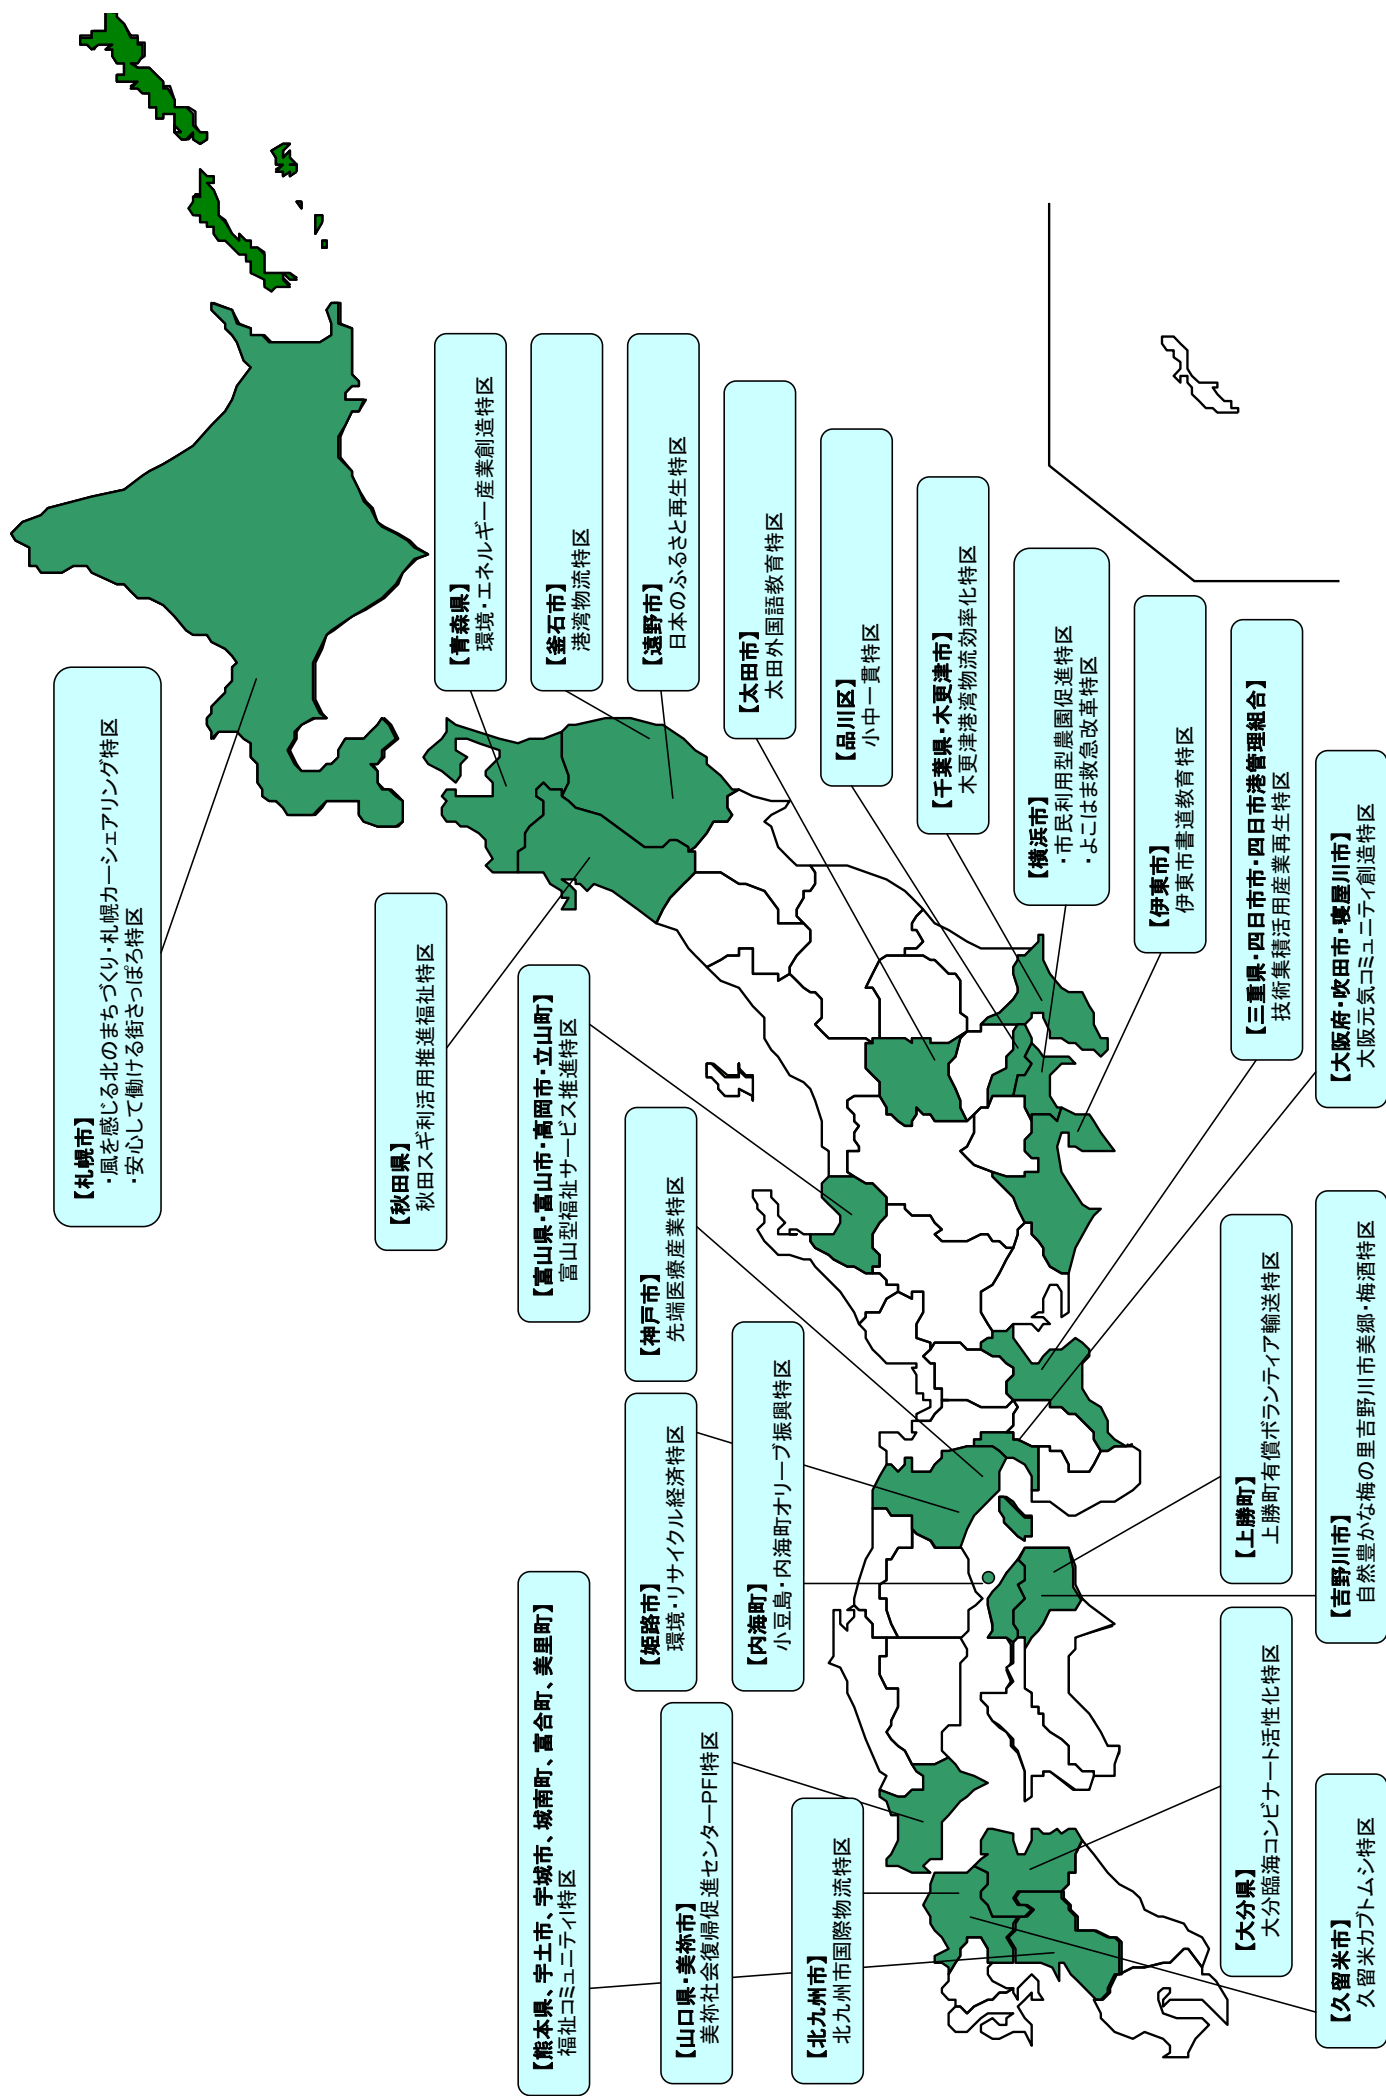 【札幌市】
・風を感じる北のまちづくり・札幌カーシェアリング特区
・安心して働ける街さっぽろ特区
【青森県】
環境・エネルギー産業創造特区
【釜石市】
港湾物流特区
【遠野市】
日本のふるさと再生特区
【太田市】
太田外国語教育特区
【品川区】
小中一貫特区
【千葉県・木更津市】
木更津港湾物流効率化特区
【横浜市】
・市民利用型農園促進特区
・よこはま救急改革特区
【伊東市】
伊東市書道教育特区
【三重県・四日市市・四日市港管理組合】
技術集積活用産業再生特区
【大阪府・吹田市・寝屋川市】
大阪元気コミュニティ創造特区
【秋田県】
秋田スギ利活用推進福祉特区
【富山県・富山市・高岡市・立山町】
富山型福祉サービス推進特区
【神戸市】
先端医療産業特区
【姫路市】
環境・リサイクル経済特区
【内海町】
小豆島・内海町オリーブ振興特区
【上勝町】
上勝町有償ボランティア輸送特区
【吉野川市】
自然豊かな梅の里吉野川市美郷・梅酒特区
【熊本県、宇土市、宇城市、城南町、富合町、美里町】
福祉コミュニティ特区
【山口県・美祢市】
美祢社会復帰促進センターPFI特区
【北九州市】
北九州市国際物流特区
【大分県】
大分臨海コンビナート活性化特区
【久留米市】
久留米カブトムシ特区